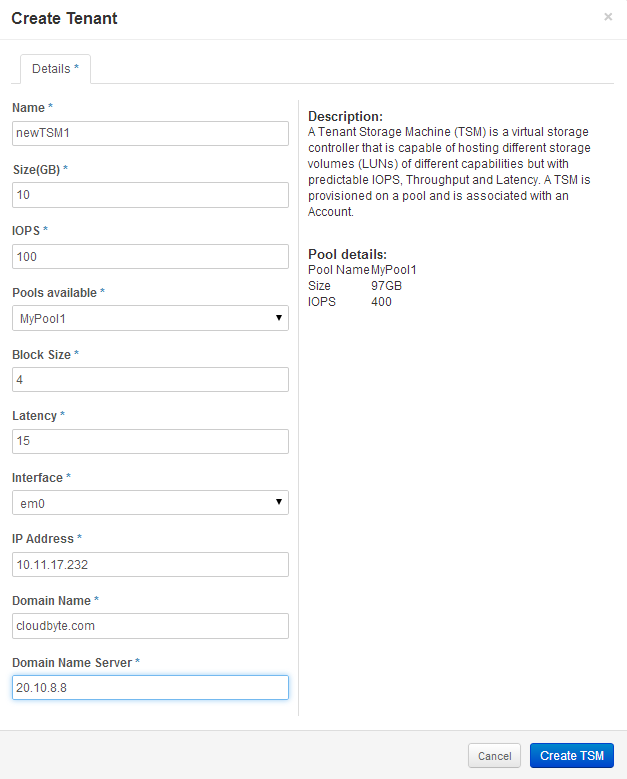 Create Tenant ×
Details *
Name *
newTSM1
Size(GB) *
10
IOPS *
100
Pools available *
MyPool1
Block Size *
4
Latency *
15
Interface *
em0
IP Address *
10.11.17.232
Domain Name *
cloudbyte.com
Domain Name Server *
20.10.8.8
Description:
A Tenant Storage Machine (TSM) is a virtual storage
controller that is capable of hosting different storage
volumes (LUNs) of different capabilities but with
predictable IOPS, Throughput and Latency. A TSM is
provisioned on a pool and is associated with an
Account.
Pool details:
Pool Name MyPool1
Size 97GB
IOPS 400
Cancel Create TSM